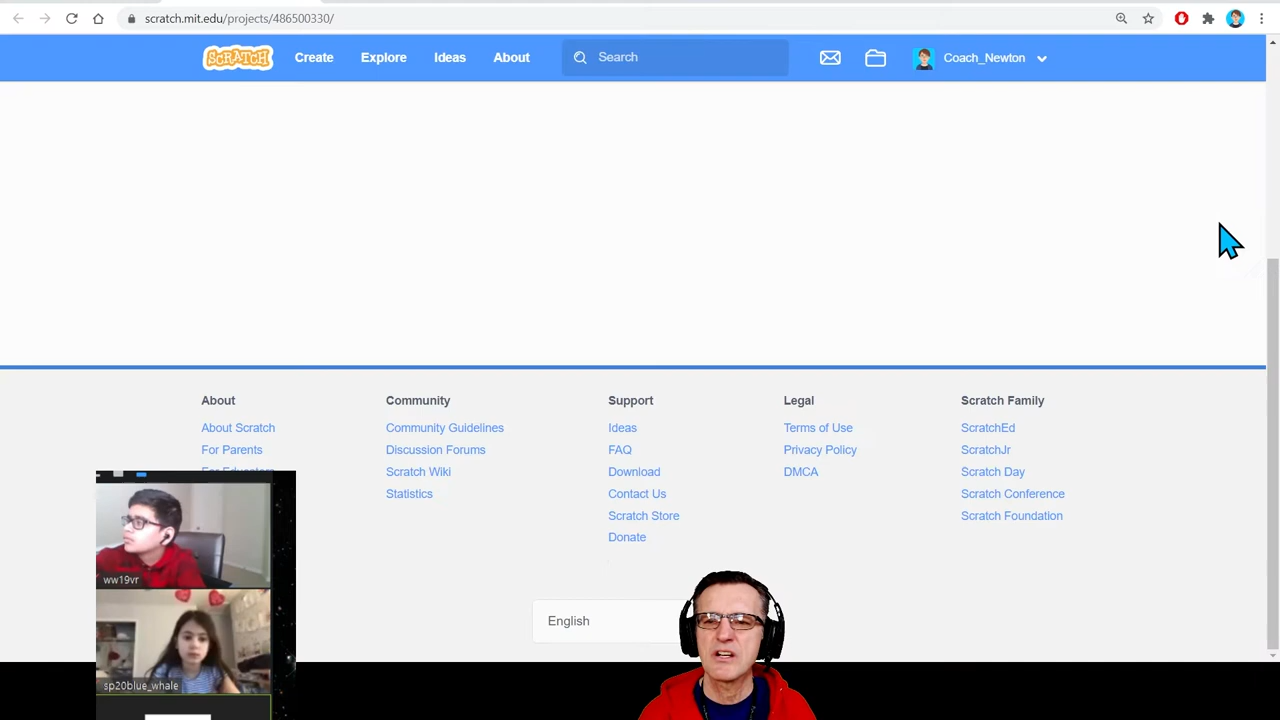 scratch.mit.edu/projects/486500330/
SCRATCH Create Explore Ideas About Search Coach_Newton
About Community Support Legal Scratch Family
About Scratch Community Guidelines Ideas Terms of Use ScratchEd
For Parents Discussion Forums FAQ Privacy Policy ScratchJr
For Educators Scratch Wiki Download DMCA Scratch Day
Statistics Contact Us Scratch Conference
Scratch Store Scratch Foundation
Donate
English
ww19vr
sp20blue_whale